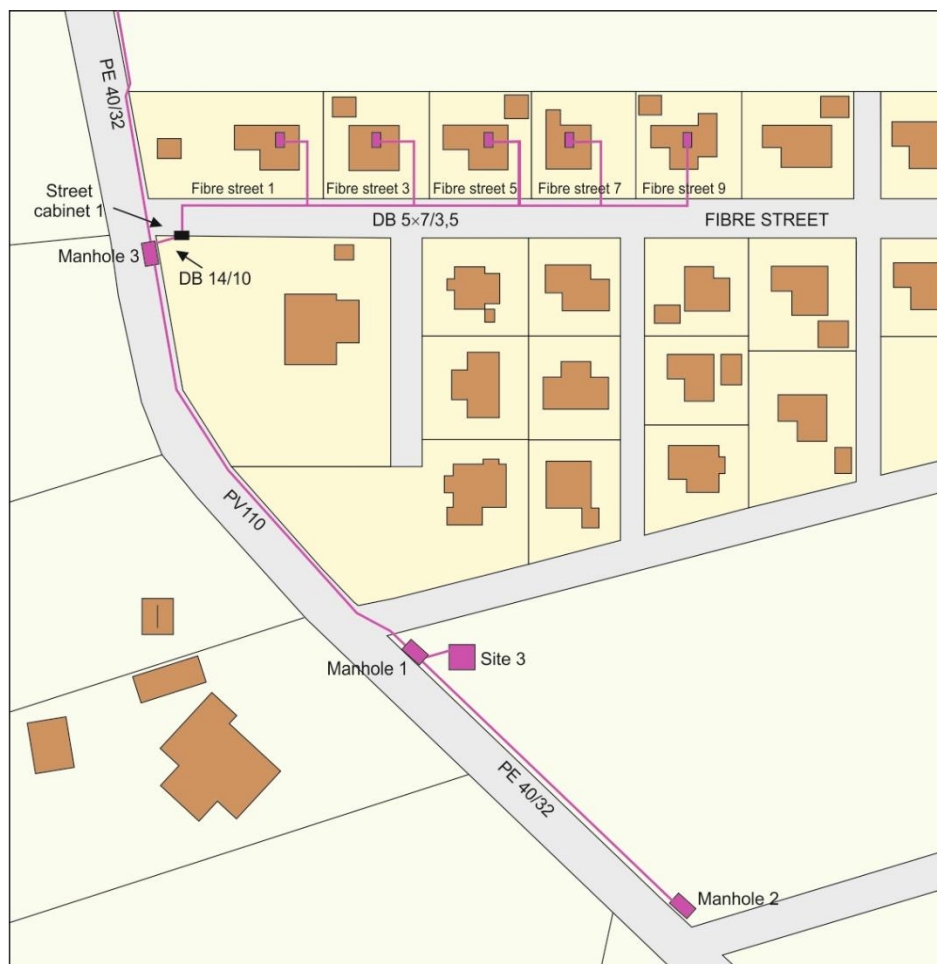 PE 40/32
Fibre street 1
Fibre street 3
Fibre street 5
Fibre street 7
Fibre street 9
Street
cabinet 1
DB 5×7/3,5
FIBRE STREET
Manhole 3
DB 14/10
PV110
Manhole 1
Site 3
PE 40/32
Manhole 2